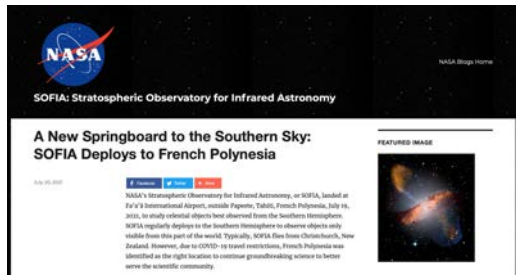 NASA
NASA Blogs Home
SOFIA: Stratospheric Observatory for Infrared Astronomy
A New Springboard to the Southern Sky:
SOFIA Deploys to French Polynesia
FEATURED IMAGE
July 20, 2021
Facebook Twitter Share
NASA's Stratospheric Observatory for Infrared Astronomy, or SOFIA, landed at
Fa'a'ā International Airport, outside Papeete, Tahiti, French Polynesia, July 19,
2021, to study celestial objects best observed from the Southern Hemisphere.
SOFIA regularly deploys to the Southern Hemisphere to observe objects only
visible from this part of the world. Typically, SOFIA flies from Christchurch, New
Zealand. However, due to COVID-19 travel restrictions, French Polynesia was
identified as the right location to continue groundbreaking science to better
serve the scientific community.